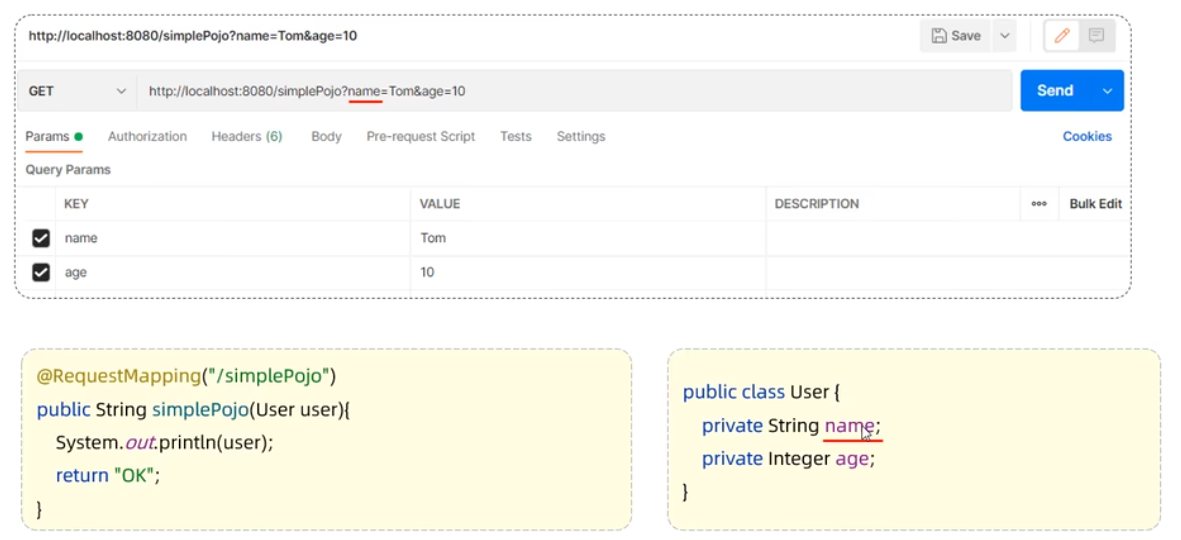 http://localhost:8080/simplePojo?name=Tom&age=10 Save
GET http://localhost:8080/simplePojo?name=Tom&age=10 Send
Params Authorization Headers (6) Body Pre-request Script Tests Settings Cookies
Query Params
KEY VALUE DESCRIPTION ooo Bulk Edit
name Tom
age 10
@RequestMapping("/simplePojo")
public String simplePojo(User user){
System.out.println(user);
return "OK";
}
public class User {
private String name;
private Integer age;
}